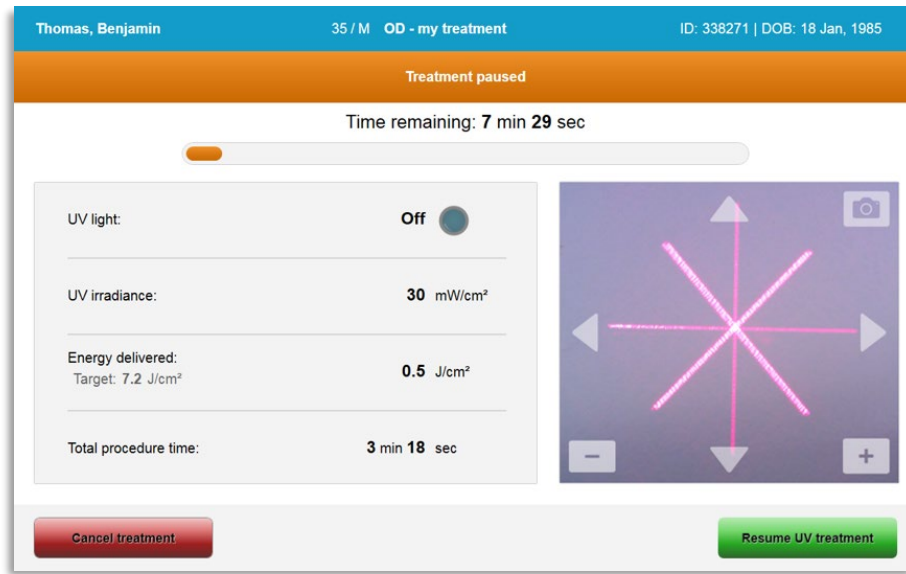 Thomas, Benjamin 35 / M OD - my treatment ID: 338271 | DOB: 18 Jan, 1985
Treatment paused
Time remaining: 7 min 29 sec
UV light: Off
UV irradiance: 30 mW/cm²
Energy delivered: 0.5 J/cm²
Target: 7.2 J/cm²
Total procedure time: 3 min 18 sec
− +
Cancel treatment Resume UV treatment